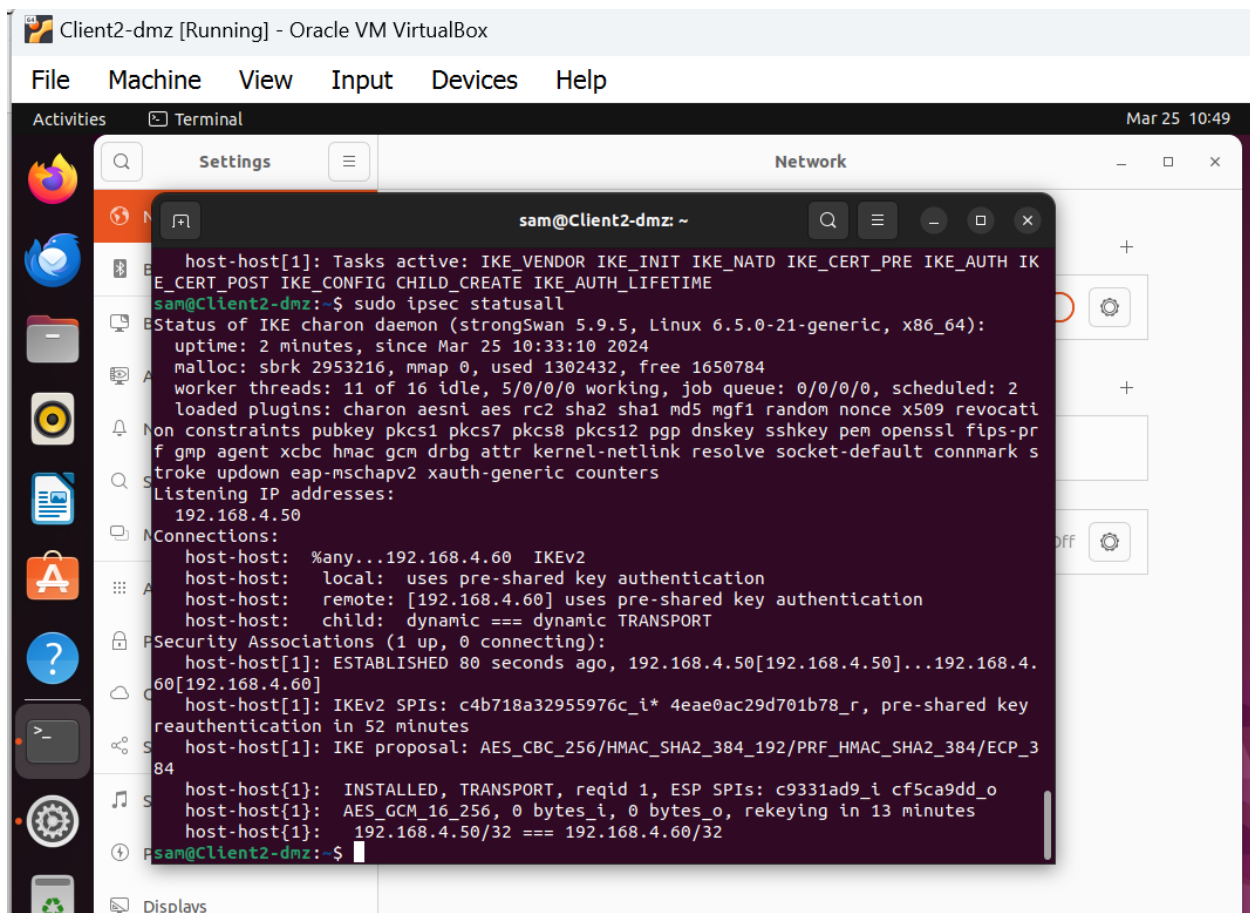 Client2-dmz [Running] - Oracle VM VirtualBox
File Machine View Input Devices Help
Activities Terminal Mar 25 10:49
Settings Network
sam@Client2-dmz: ~
host-host[1]: Tasks active: IKE_VENDOR IKE_INIT IKE_NATD IKE_CERT_PRE IKE_AUTH IK
E_CERT_POST IKE_CONFIG CHILD_CREATE IKE_AUTH_LIFETIME
sam@Client2-dmz:~$ sudo ipsec statusall
Status of IKE charon daemon (strongSwan 5.9.5, Linux 6.5.0-21-generic, x86_64):
uptime: 2 minutes, since Mar 25 10:33:10 2024
malloc: sbrk 2953216, mmap 0, used 1302432, free 1650784
worker threads: 11 of 16 idle, 5/0/0/0 working, job queue: 0/0/0/0, scheduled: 2
loaded plugins: charon aesni aes rc2 sha2 sha1 md5 mgf1 random nonce x509 revocati
on constraints pubkey pkcs1 pkcs7 pkcs8 pkcs12 pgp dnskey sshkey pem openssl fips-pr
f gmp agent xcbc hmac gcm drbg attr kernel-netlink resolve socket-default connmark s
troke updown eap-mschapv2 xauth-generic counters
Listening IP addresses:
192.168.4.50
Connections:
host-host: %any...192.168.4.60 IKEv2
host-host: local: uses pre-shared key authentication
host-host: remote: [192.168.4.60] uses pre-shared key authentication
host-host: child: dynamic === dynamic TRANSPORT
Security Associations (1 up, 0 connecting):
host-host[1]: ESTABLISHED 80 seconds ago, 192.168.4.50[192.168.4.50]...192.168.4.
60[192.168.4.60]
host-host[1]: IKEv2 SPIs: c4b718a32955976c_i* 4eae0ac29d701b78_r, pre-shared key
reauthentication in 52 minutes
host-host[1]: IKE proposal: AES_CBC_256/HMAC_SHA2_384_192/PRF_HMAC_SHA2_384/ECP_3
84
host-host{1}: INSTALLED, TRANSPORT, reqid 1, ESP SPIs: c9331ad9_i cf5ca9dd_o
host-host{1}: AES_GCM_16_256, 0 bytes_i, 0 bytes_o, rekeying in 13 minutes
host-host{1}: 192.168.4.50/32 === 192.168.4.60/32
sam@Client2-dmz:~$
Displays